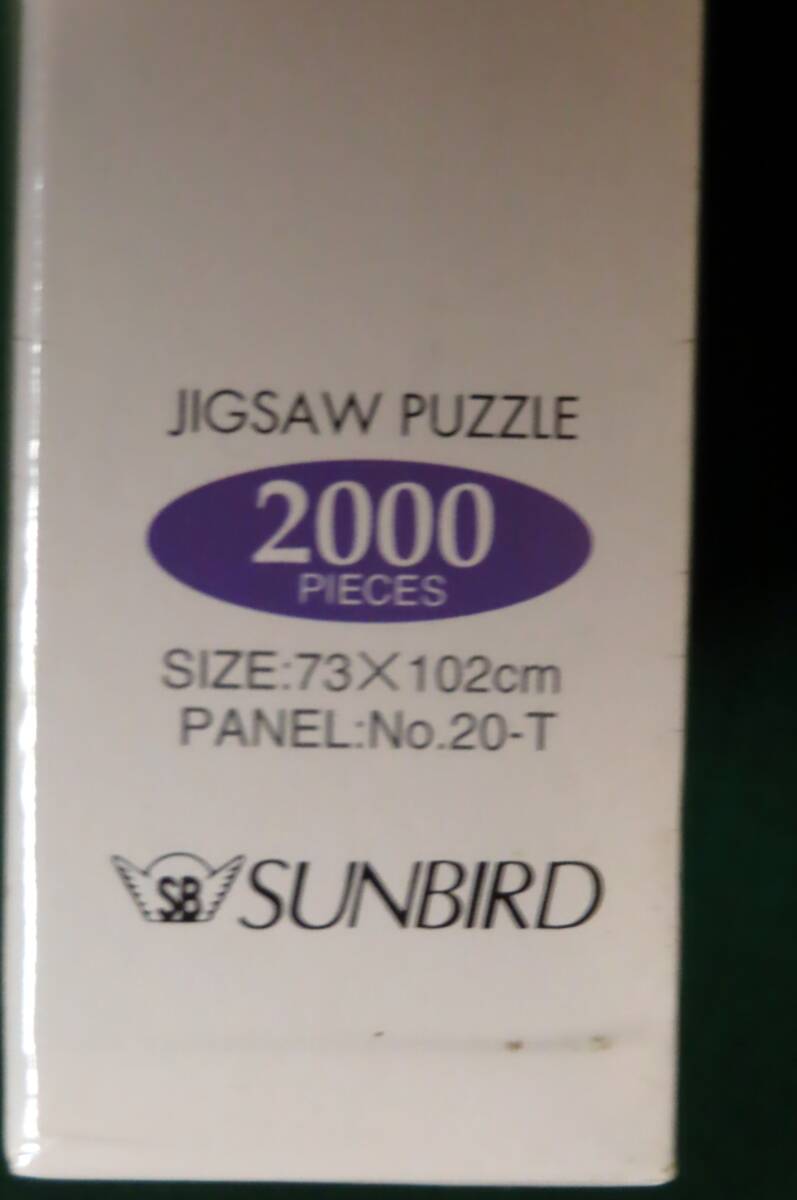 JIGSAW PUZZLE
2000
PIECES
SIZE:73×102cm
PANEL:No.20-T
SB SUNBIRD